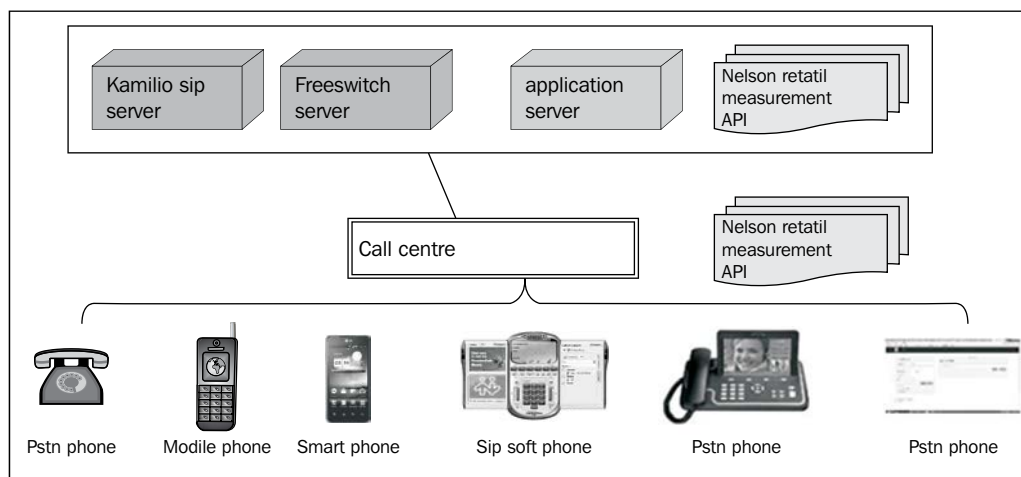 Kamilio sip
server
Freeswitch
server
application
server
Nelson retatil
measurement
API
Call centre
Nelson retatil
measurement
API
Pstn phone
Modile phone
Smart phone
Sip soft phone
Pstn phone
Pstn phone